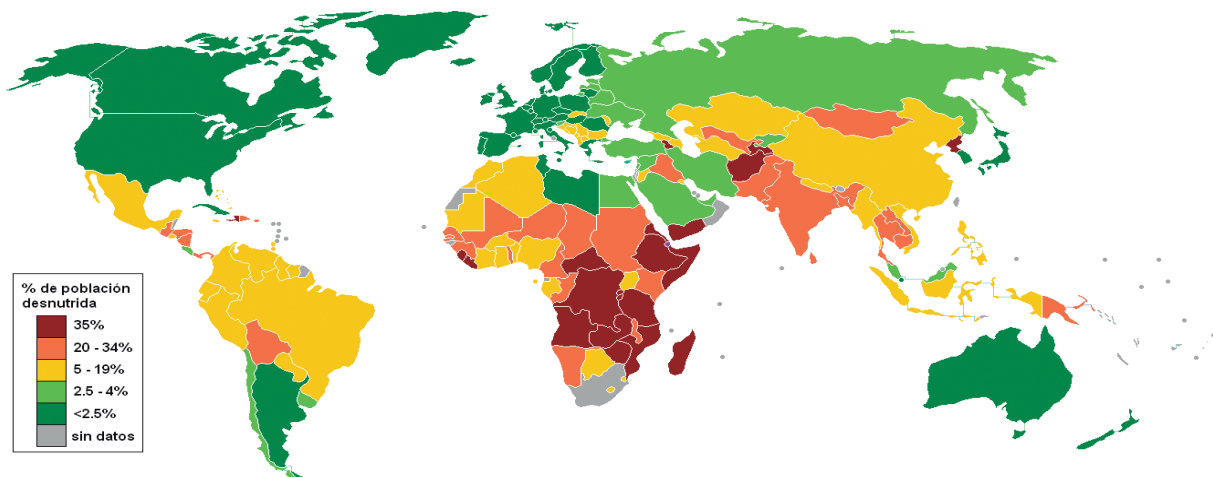 % de población
desnutrida
35%
20 - 34%
5 - 19%
2.5 - 4%
<2.5%
sin datos